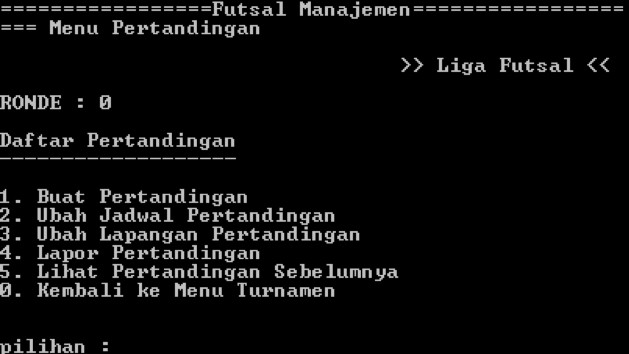 =================Futsal Manajemen=================
=== Menu Pertandingan
>> Liga Futsal <<
RONDE : 0
Daftar Pertandingan
-------------------
1. Buat Pertandingan
2. Ubah Jadwal Pertandingan
3. Ubah Lapangan Pertandingan
4. Lapor Pertandingan
5. Lihat Pertandingan Sebelumnya
0. Kembali ke Menu Turnamen
pilihan :